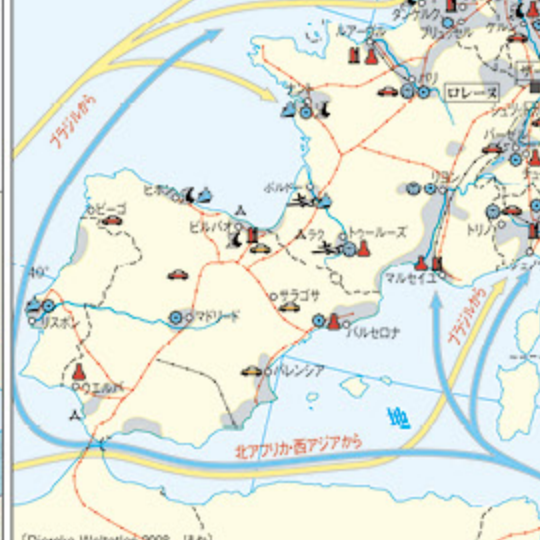 ダンケルク
ブリュッセル
ルアーブル
パリ
ロレーヌ
ナント
ブラジルから
バーゼル
リヨン
ヒホン
ボルドー
ビーゴ
ビルバオ
ラク
トゥールーズ
トリノ
40°
マルセイユ
サラゴサ
リスボン
マドリード
バルセロナ
ブラジルから
バレンシア
ウエルバ
地
北アフリカ・西アジアから